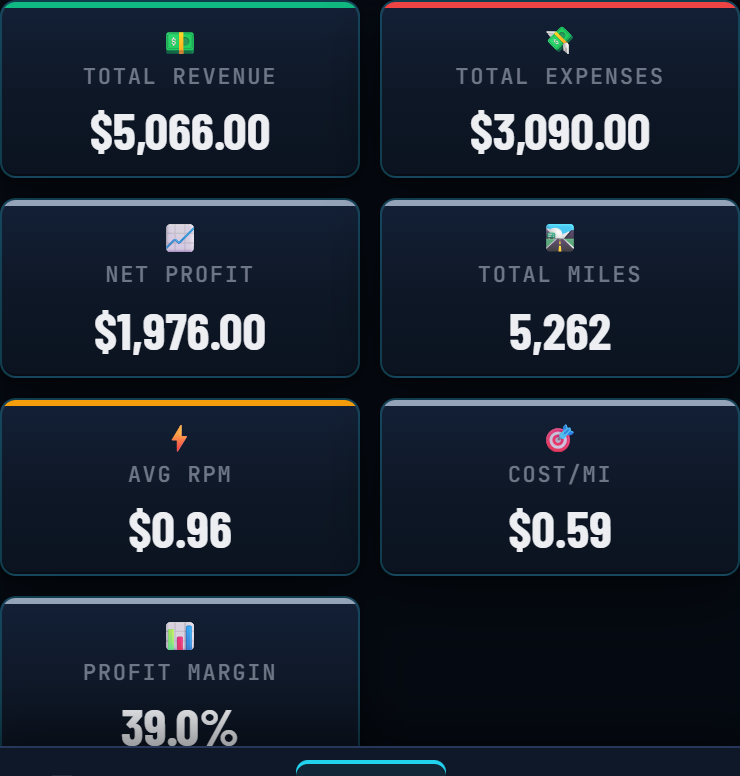 TOTAL REVENUE
$5,066.00
TOTAL EXPENSES
$3,090.00
NET PROFIT
$1,976.00
TOTAL MILES
5,262
AVG RPM
$0.96
COST/MI
$0.59
PROFIT MARGIN
39.0%